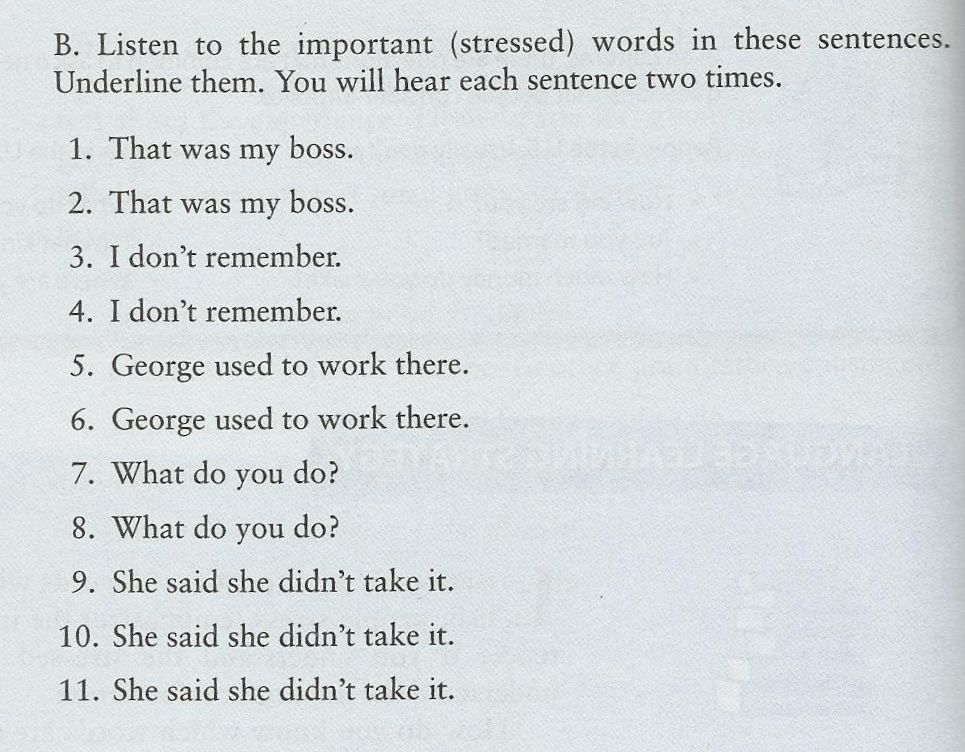 B. Listen to the important (stressed) words in these sentences.
Underline them. You will hear each sentence two times.
1. That was my boss.
2. That was my boss.
3. I don't remember.
4. I don't remember.
5. George used to work there.
6. George used to work there.
7. What do you do?
8. What do you do?
9. She said she didn't take it.
10. She said she didn't take it.
11. She said she didn't take it.